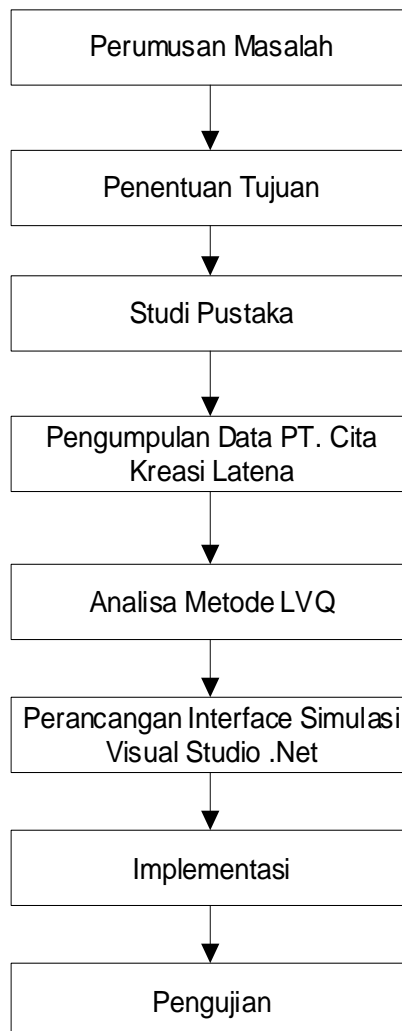 Perumusan Masalah
Penentuan Tujuan
Studi Pustaka
Pengumpulan Data PT. Cita
Kreasi Latena
Analisa Metode LVQ
Perancangan Interface Simulasi
Visual Studio .Net
Implementasi
Pengujian